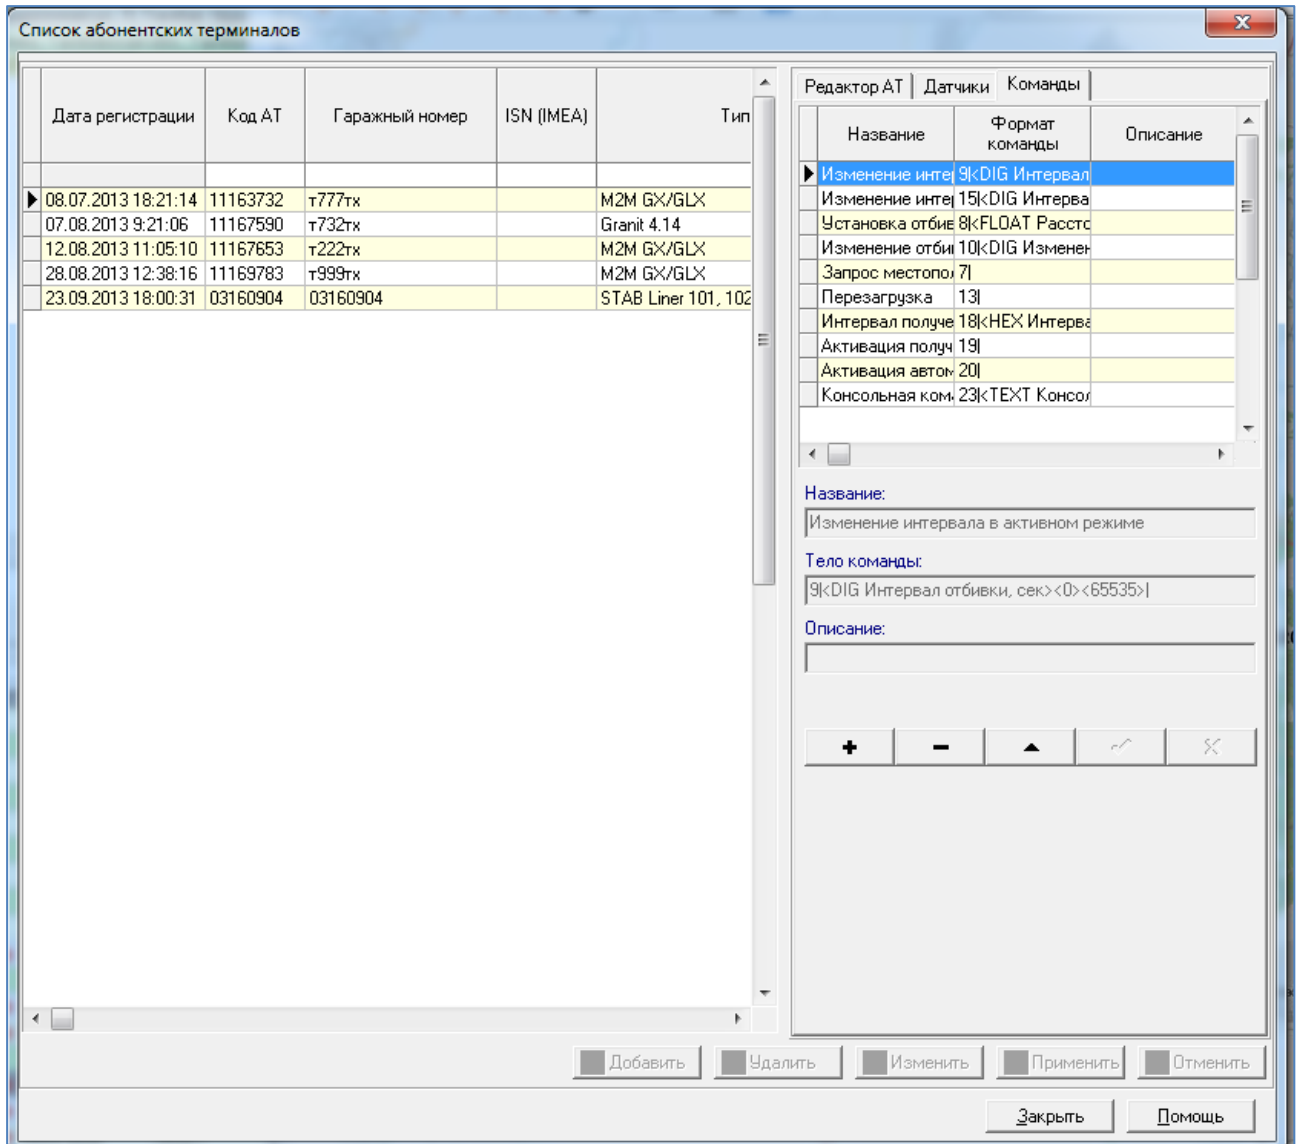 Список абонентских терминалов
Дата регистрации Код АТ Гаражный номер ISN (IMEA) Тип
08.07.2013 18:21:14 11163732 т777тх M2M GX/GLX
07.08.2013 9:21:06 11167590 т732тх Granit 4.14
12.08.2013 11:05:10 11167653 т222тх M2M GX/GLX
28.08.2013 12:38:16 11169783 т999тх M2M GX/GLX
23.09.2013 18:00:31 03160904 03160904 STAB Liner 101, 102
Редактор АТ Датчики Команды
Название Формат команды Описание
Изменение инте 9|<DIG Интервал
Изменение инте 15|<DIG Интерва
Установка отбив 8|<FLOAT Рассто
Изменение отби 10|<DIG Изменен
Запрос местопол 7|
Перезагрузка 13|
Интервал получе 18|<HEX Интерва
Активация получ 19|
Активация автом 20|
Консольная ком 23|<TEXT Консол
Название:
Изменение интервала в активном режиме
Тело команды:
9|<DIG Интервал отбивки, сек><0><65535>|
Описание:
Добавить Удалить Изменить Применить Отменить
Закрыть Помощь